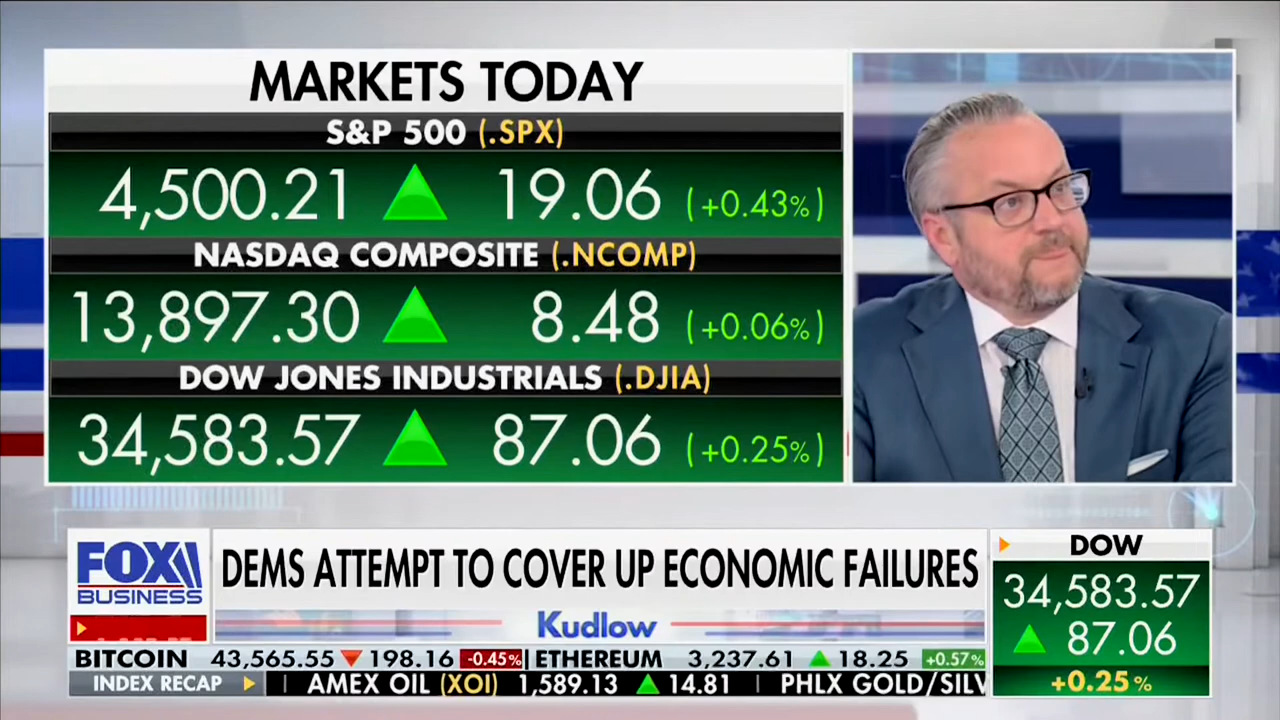 MARKETS TODAY
S&P 500 (.SPX)
4,500.21 ▲ 19.06 (+0.43%)
NASDAQ COMPOSITE (.NCOMP)
13,897.30 ▲ 8.48 (+0.06%)
DOW JONES INDUSTRIALS (.DJIA)
34,583.57 ▲ 87.06 (+0.25%)
FOX
BUSINESS
DEMS ATTEMPT TO COVER UP ECONOMIC FAILURES
Kudlow
DOW
34,583.57
▲ 87.06
+0.25%
BITCOIN 43,565.55 ▼ 198.16 -0.45% ETHEREUM 3,237.61 ▲ 18.25 +0.57%
INDEX RECAP AMEX OIL (XOI) 1,589.13 ▲ 14.81 | PHLX GOLD/SILV